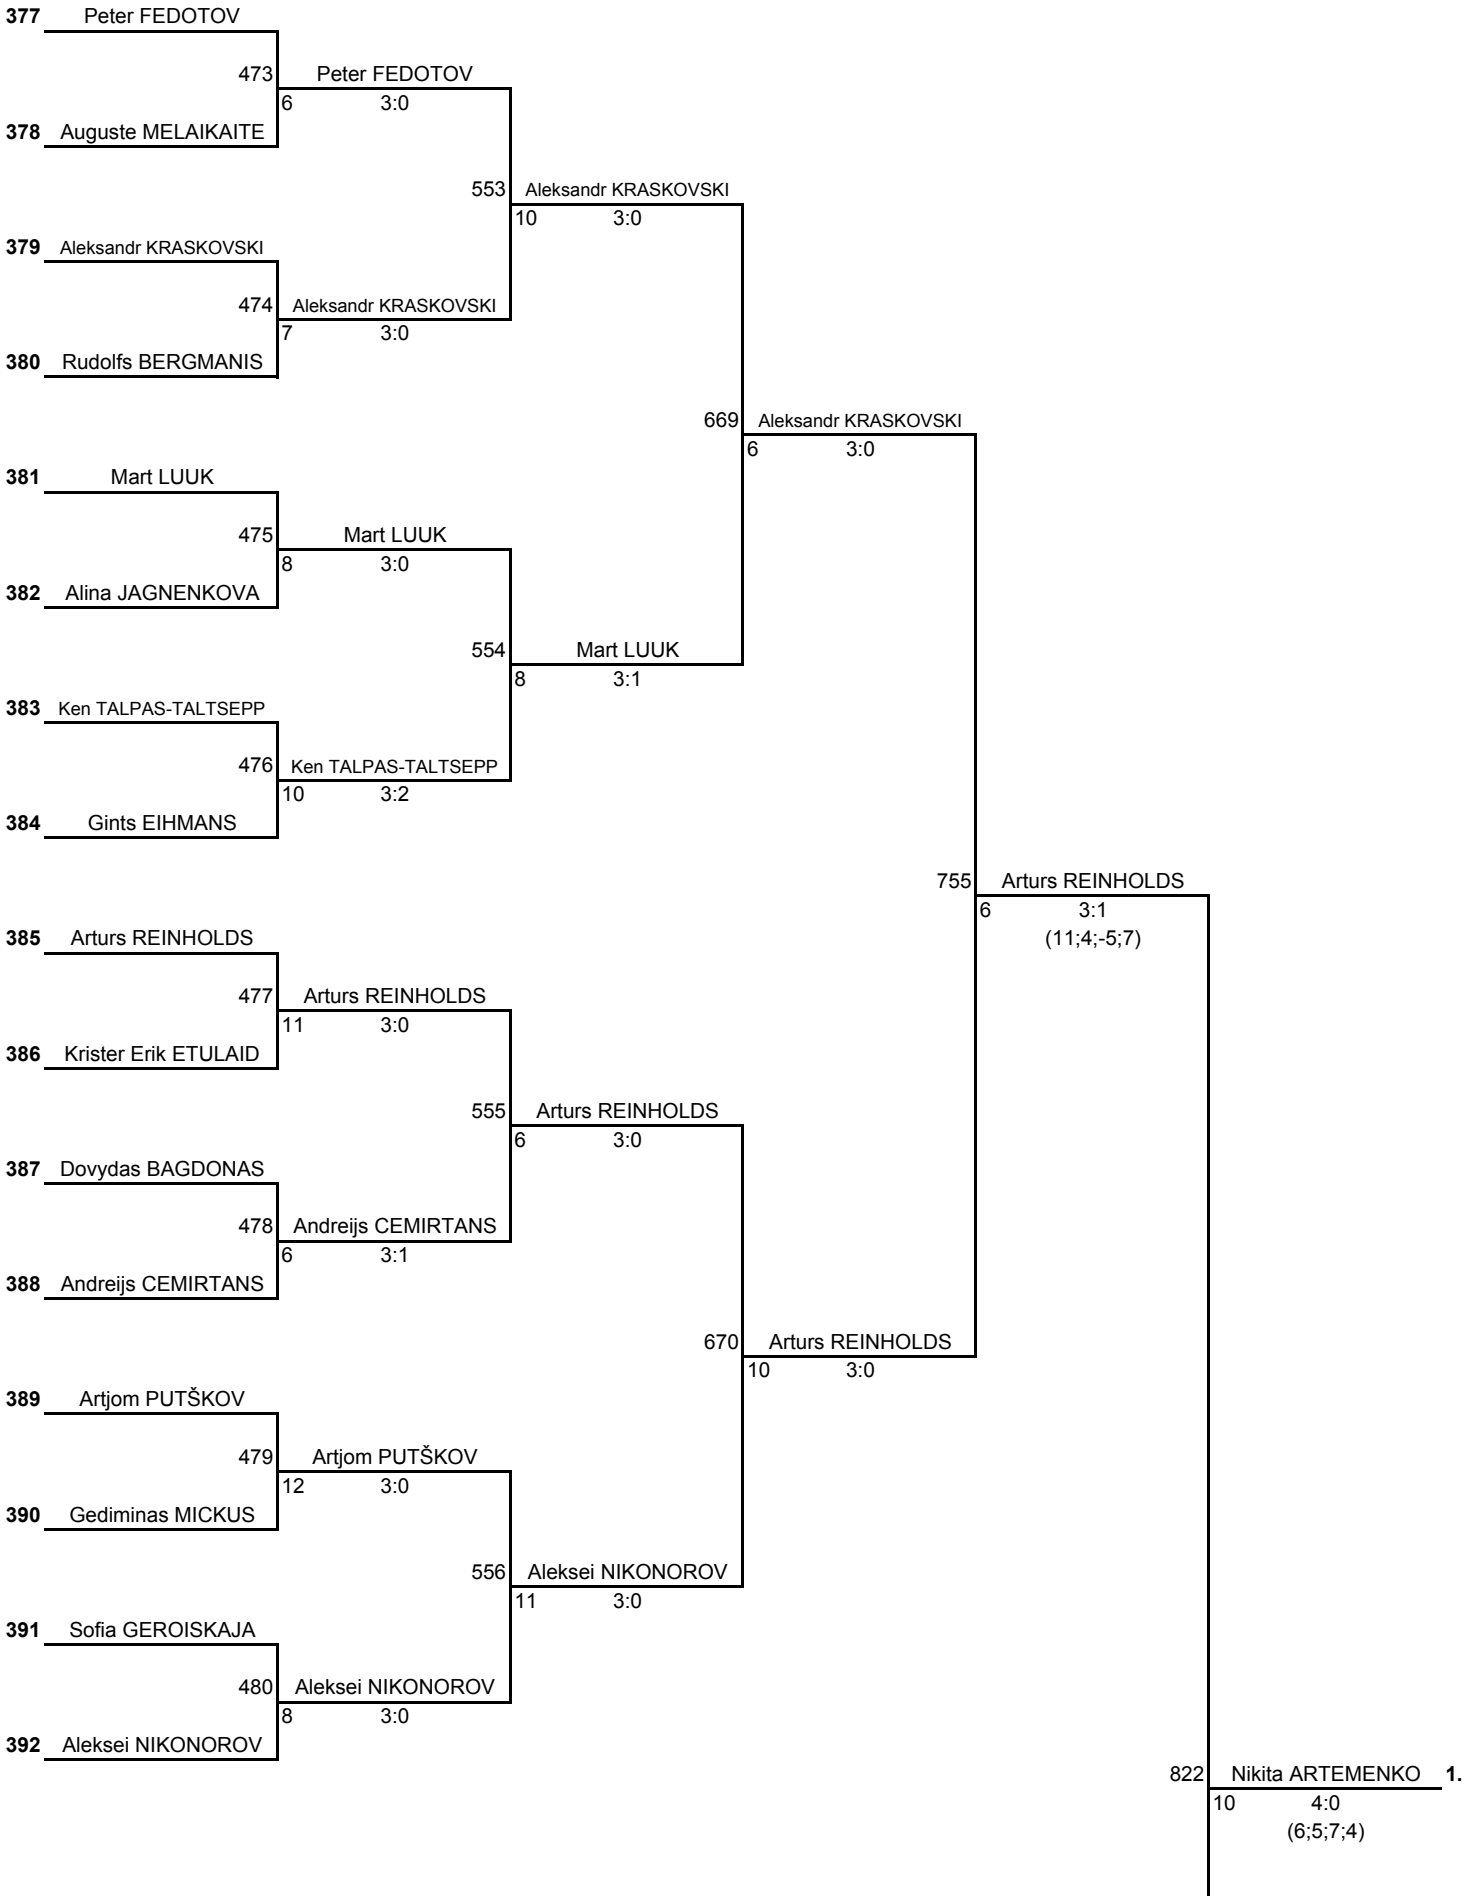 377 Peter FEDOTOV
473 Peter FEDOTOV
6 3:0
378 Auguste MELAIKAITE
553 Aleksandr KRASKOVSKI
10 3:0
379 Aleksandr KRASKOVSKI
474 Aleksandr KRASKOVSKI
7 3:0
380 Rudolfs BERGMANIS
669 Aleksandr KRASKOVSKI
6 3:0
381 Mart LUUK
475 Mart LUUK
8 3:0
382 Alina JAGNENKOVA
554 Mart LUUK
8 3:1
383 Ken TALPAS-TALTSEPP
476 Ken TALPAS-TALTSEPP
10 3:2
384 Gints EIHMANS
755 Arturs REINHOLDS
6 3:1
385 Arturs REINHOLDS (11;4;-5;7)
477 Arturs REINHOLDS
11 3:0
386 Krister Erik ETULAID
555 Arturs REINHOLDS
6 3:0
387 Dovydas BAGDONAS
478 Andreijs CEMIRTANS
6 3:1
388 Andreijs CEMIRTANS
670 Arturs REINHOLDS
10 3:0
389 Artjom PUTŠKOV
479 Artjom PUTŠKOV
12 3:0
390 Gediminas MICKUS
556 Aleksei NIKONOROV
11 3:0
391 Sofia GEROISKAJA
480 Aleksei NIKONOROV
8 3:0
392 Aleksei NIKONOROV
822 Nikita ARTEMENKO 1.
10 4:0
(6;5;7;4)